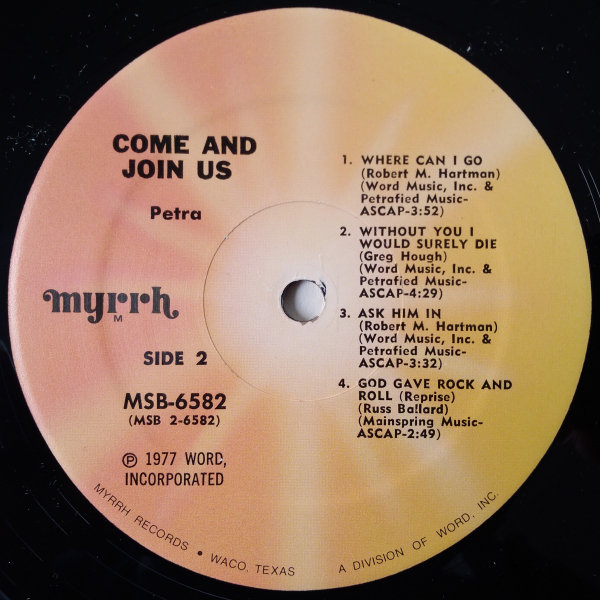 COME AND
JOIN US
Petra
myrrh
M
SIDE 2
MSB-6582
(MSB 2-6582)
℗ 1977 WORD,
INCORPORATED
1. WHERE CAN I GO
(Robert M. Hartman)
(Word Music, Inc. &
Petrafied Music-
ASCAP-3:52)
2. WITHOUT YOU I
WOULD SURELY DIE
(Greg Hough)
(Word Music, Inc. &
Petrafied Music-
ASCAP-4:29)
3. ASK HIM IN
(Robert M. Hartman)
(Word Music, Inc. &
Petrafied Music-
ASCAP-3:32)
4. GOD GAVE ROCK AND
ROLL (Reprise)
(Russ Ballard)
(Mainspring Music-
ASCAP-2:49)
MYRRH RECORDS • WACO, TEXAS A DIVISION OF WORD, INC.